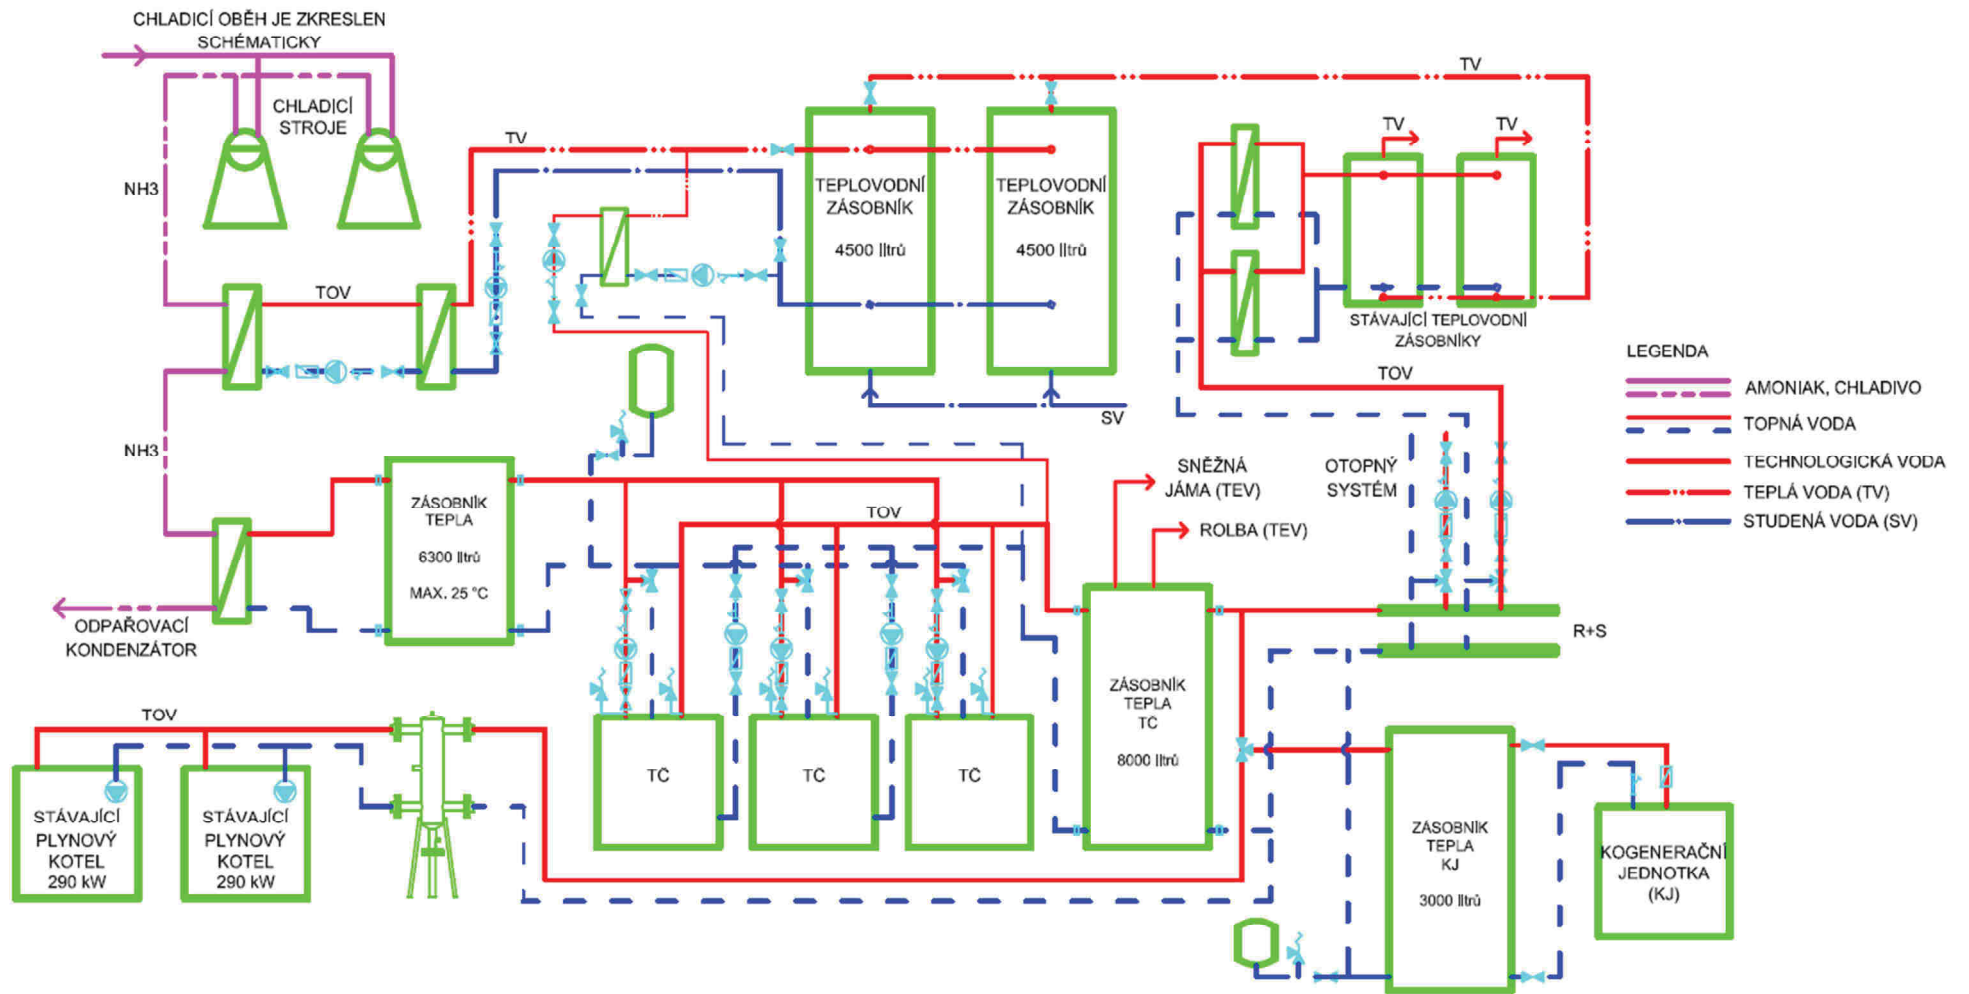 CHLADICÍ OBĚH JE ZKRESLEN
SCHÉMATICKY
CHLADICÍ
STROJE
NH3
TV
TOV
TEPLOVODNÍ
ZÁSOBNÍK
4500 lItrů
TEPLOVODNÍ
ZÁSOBNÍK
4500 lItrů
SV
TV
TV
TV
STÁVAJÍCÍ TEPLOVODNÍ
ZÁSOBNÍKY
TOV
LEGENDA
AMONIAK, CHLADIVO
TOPNÁ VODA
TECHNOLOGICKÁ VODA
TEPLÁ VODA (TV)
STUDENÁ VODA (SV)
NH3
ZÁSOBNÍK
TEPLA
6300 lItrů
MAX. 25 °C
ODPAŘOVACÍ
KONDENZÁTOR
TOV
SNĚŽNÁ
JÁMA (TEV)
ROLBA (TEV)
OTOPNÝ
SYSTÉM
R+S
TOV
STÁVAJÍCÍ
PLYNOVÝ
KOTEL
290 kW
STÁVAJÍCÍ
PLYNOVÝ
KOTEL
290 kW
TČ
TČ
TČ
ZÁSOBNÍK
TEPLA
TČ
8000 lItrů
ZÁSOBNÍK
TEPLA
KJ
3000 lItrů
KOGENERAČNÍ
JEDNOTKA
(KJ)